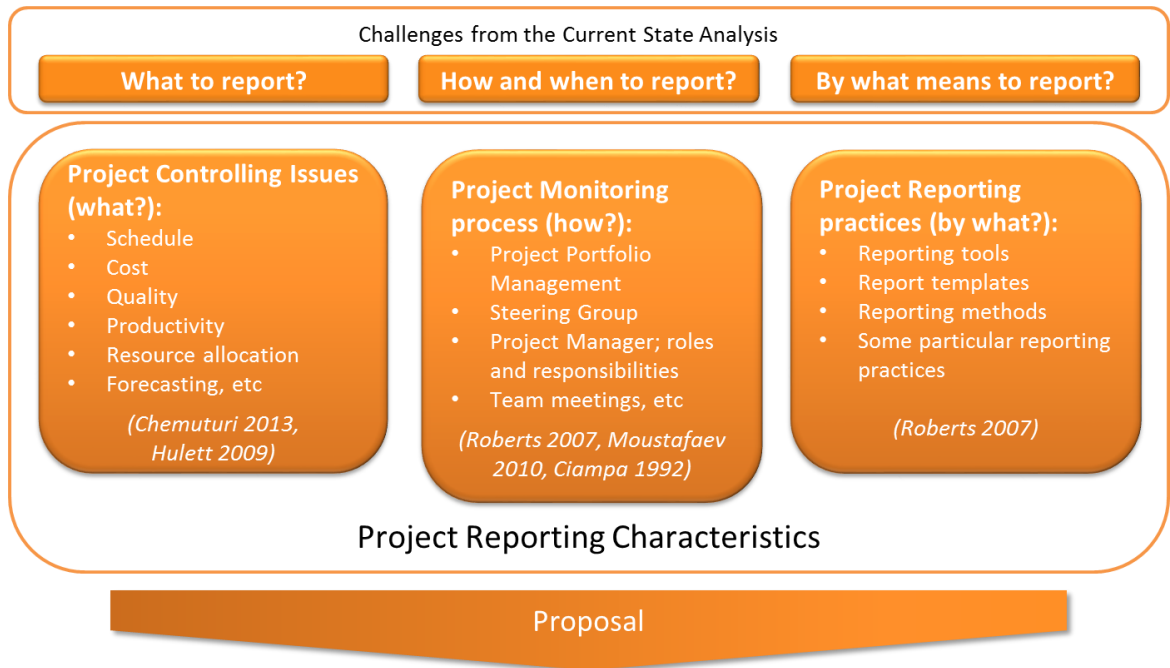 Challenges from the Current State Analysis
What to report?
How and when to report?
By what means to report?
Project Controlling Issues
(what?):
• Schedule
• Cost
• Quality
• Productivity
• Resource allocation
• Forecasting, etc
(Chemuturi 2013,
Hulett 2009)
Project Monitoring
process (how?):
• Project Portfolio
Management
• Steering Group
• Project Manager; roles
and responsibilities
• Team meetings, etc
(Roberts 2007, Moustafaev
2010, Ciampa 1992)
Project Reporting
practices (by what?):
• Reporting tools
• Report templates
• Reporting methods
• Some particular reporting
practices
(Roberts 2007)
Project Reporting Characteristics
Proposal